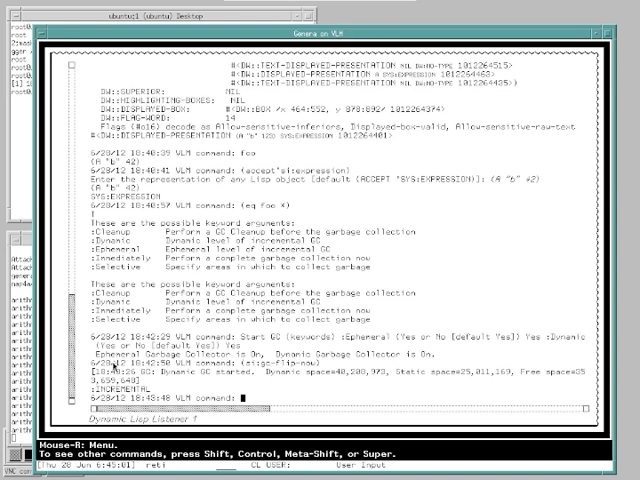 ubuntu;1 (ubuntu) Desktop
Genera on VLM
#<DW::TEXT-DISPLAYED-PRESENTATION NIL DW:NO-TYPE 1012264515>
#<DW::DISPLAYED-PRESENTATION A SYS:EXPRESSION 1012264463>
#<DW::TEXT-DISPLAYED-PRESENTATION NIL DW:NO-TYPE 1012264435>)
DW::SUPERIOR: NIL
DW::HIGHLIGHTING-BOXES: NIL
DW::DISPLAYED-BOX: #<DW::BOX /x 464:552, y 878:892/ 1012264374>
DW::FLAG-WORD: 14
Flags (#o16) decode as Allow-sensitive-inferiors, Displayed-box-valid, Allow-sensitive-raw-text
#<DW::DISPLAYED-PRESENTATION (A "b" 123) SYS:EXPRESSION 1012264401>
6/28/12 18:40:39 VLM command: foo
(A "b" 42)
6/28/12 18:40:41 VLM command: (accept'si:expression)
Enter the representation of any Lisp object [default (ACCEPT 'SYS:EXPRESSION)]: (A "b" 42)
(A "b" 42)
SYS:EXPRESSION
6/28/12 18:40:57 VLM command: (eq foo *)
T
These are the possible keyword arguments:
:Cleanup Perform a GC Cleanup before the garbage collection
:Dynamic Dynamic level of incremental GC
:Ephemeral Ephemeral level of incremental GC
:Immediately Perform a complete garbage collection now
:Selective Specify areas in which to collect garbage
These are the possible keyword arguments:
:Cleanup Perform a GC Cleanup before the garbage collection
:Dynamic Dynamic level of incremental GC
:Immediately Perform a complete garbage collection now
:Selective Specify areas in which to collect garbage
6/28/12 18:42:29 VLM command: Start GC (keywords) :Ephemeral (Yes or No [default Yes]) Yes :Dynamic
(Yes or No [default Yes]) Yes
Ephemeral Garbage Collector is On, Dynamic Garbage Collector is On.
6/28/12 18:42:50 VLM command: (si:gc-flip-now)
GC: Dynamic GC started. Dynamic space=40,208,973, Static space=25,011,169, Free space=35
3,659,648]
:INCREMENTAL
6/28/12 18:43:48 VLM command:
Dynamic Lisp Listener 1
Mouse-R: Menu.
To see other commands, press Shift, Control, Meta-Shift, or Super.
[Thu 28 Jun 6:45:01] reti CL USER: User Input